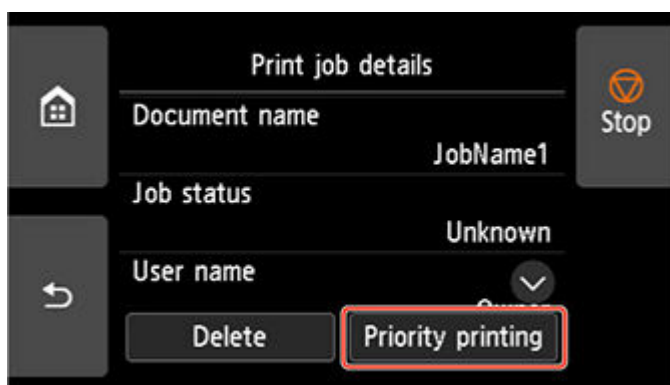 Print job details
Stop
Document name
JobName1
Job status
Unknown
User name
Delete
Priority printing